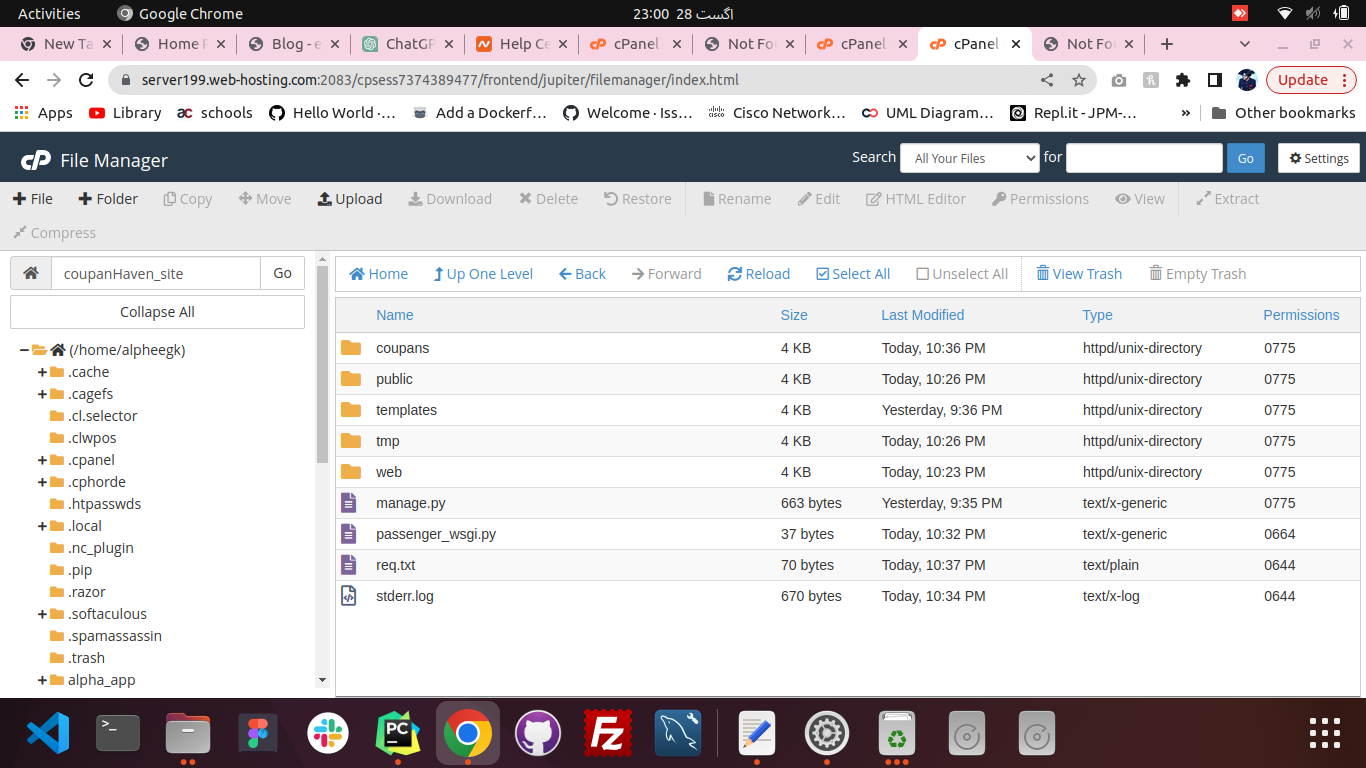 Activities Google Chrome 23:00 28 اگست
New Ta Home F Blog - e ChatGP Help Ce cPanel Not Fou cPanel cPanel Not Fou
server199.web-hosting.com:2083/cpsess7374389477/frontend/jupiter/filemanager/index.html Update
Apps Library schools Hello World ·… Add a Dockerf… Welcome · Iss… Cisco Network… UML Diagram… Repl.it - JPM-… » Other bookmarks
cP File Manager Search All Your Files for Go Settings
File Folder Copy Move Upload Download Delete Restore Rename Edit HTML Editor Permissions View Extract
Compress
coupanHaven_site Go
Collapse All
(/home/alpheegk)
.cache
.cagefs
.cl.selector
.clwpos
.cpanel
.cphorde
.htpasswds
.local
.nc_plugin
.pip
.razor
.softaculous
.spamassassin
.trash
alpha_app
Home Up One Level Back Forward Reload Select All Unselect All View Trash Empty Trash
Name Size Last Modified Type Permissions
coupans 4 KB Today, 10:36 PM httpd/unix-directory 0775
public 4 KB Today, 10:26 PM httpd/unix-directory 0775
templates 4 KB Yesterday, 9:36 PM httpd/unix-directory 0775
tmp 4 KB Today, 10:26 PM httpd/unix-directory 0775
web 4 KB Today, 10:23 PM httpd/unix-directory 0775
manage.py 663 bytes Yesterday, 9:35 PM text/x-generic 0775
passenger_wsgi.py 37 bytes Today, 10:32 PM text/x-generic 0664
req.txt 70 bytes Today, 10:37 PM text/plain 0644
stderr.log 670 bytes Today, 10:34 PM text/x-log 0644
>_ PC Fz